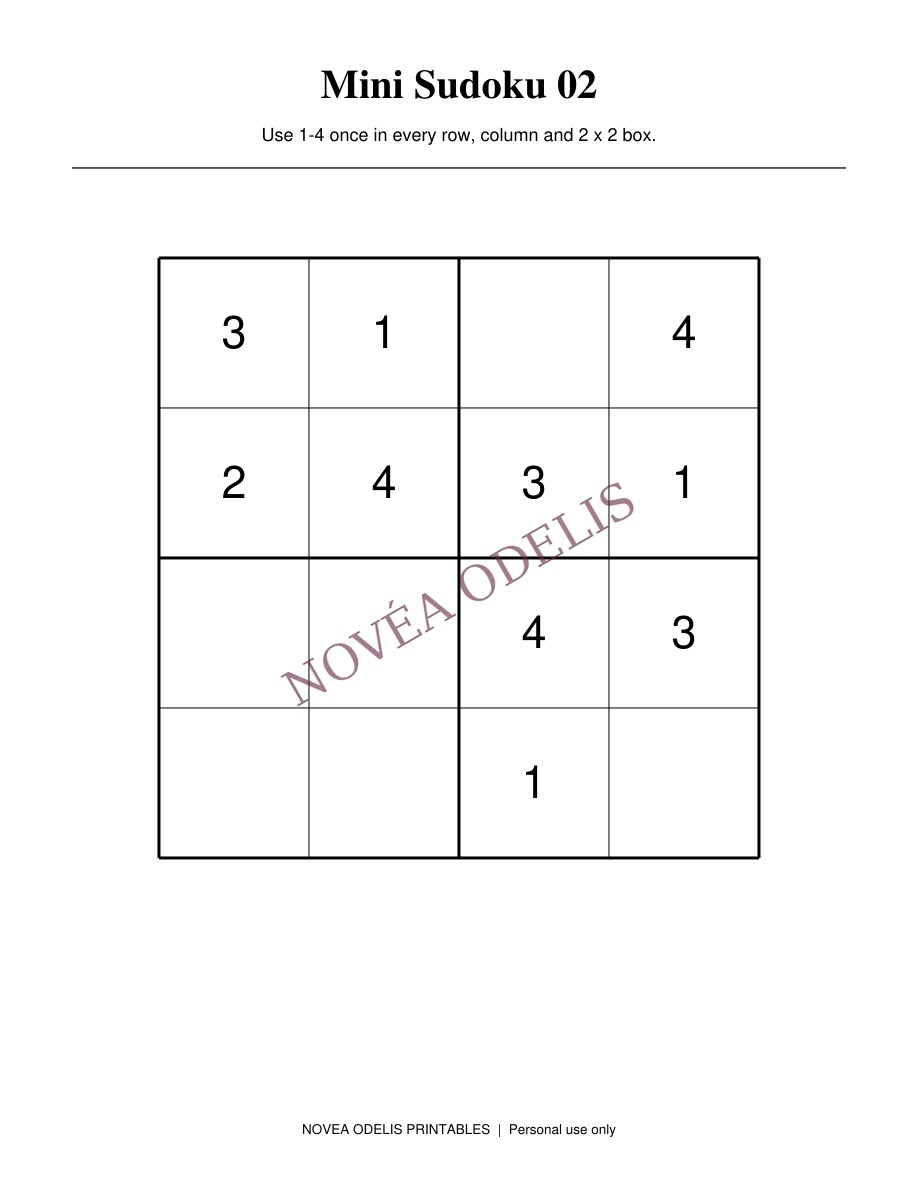 Mini Sudoku 02
Use 1-4 once in every row, column and 2 x 2 box.
3 1 4
2 4 3 1
NOVÉA ODELIS
4 3
1
NOVEA ODELIS PRINTABLES | Personal use only